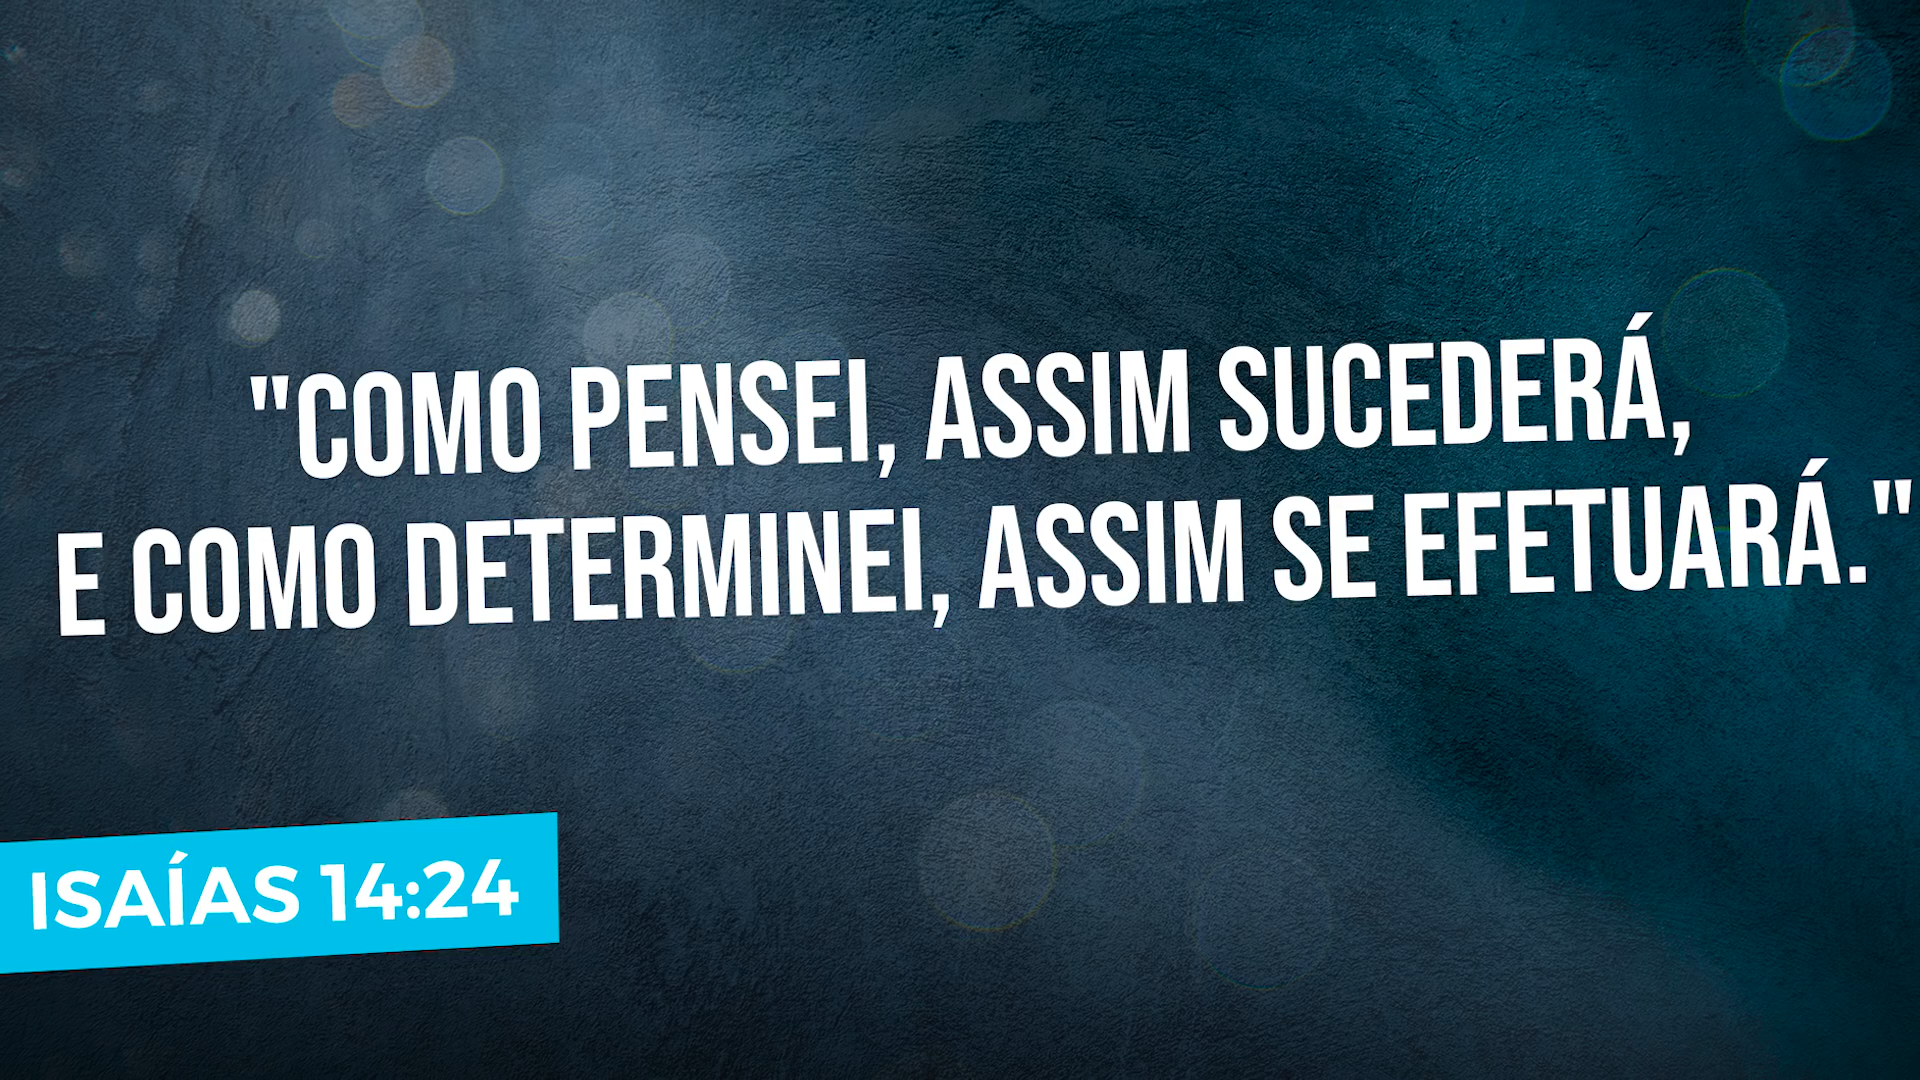 "COMO PENSEI, ASSIM SUCEDERÁ,
E COMO DETERMINEI, ASSIM SE EFETUARÁ."
ISAÍAS 14:24